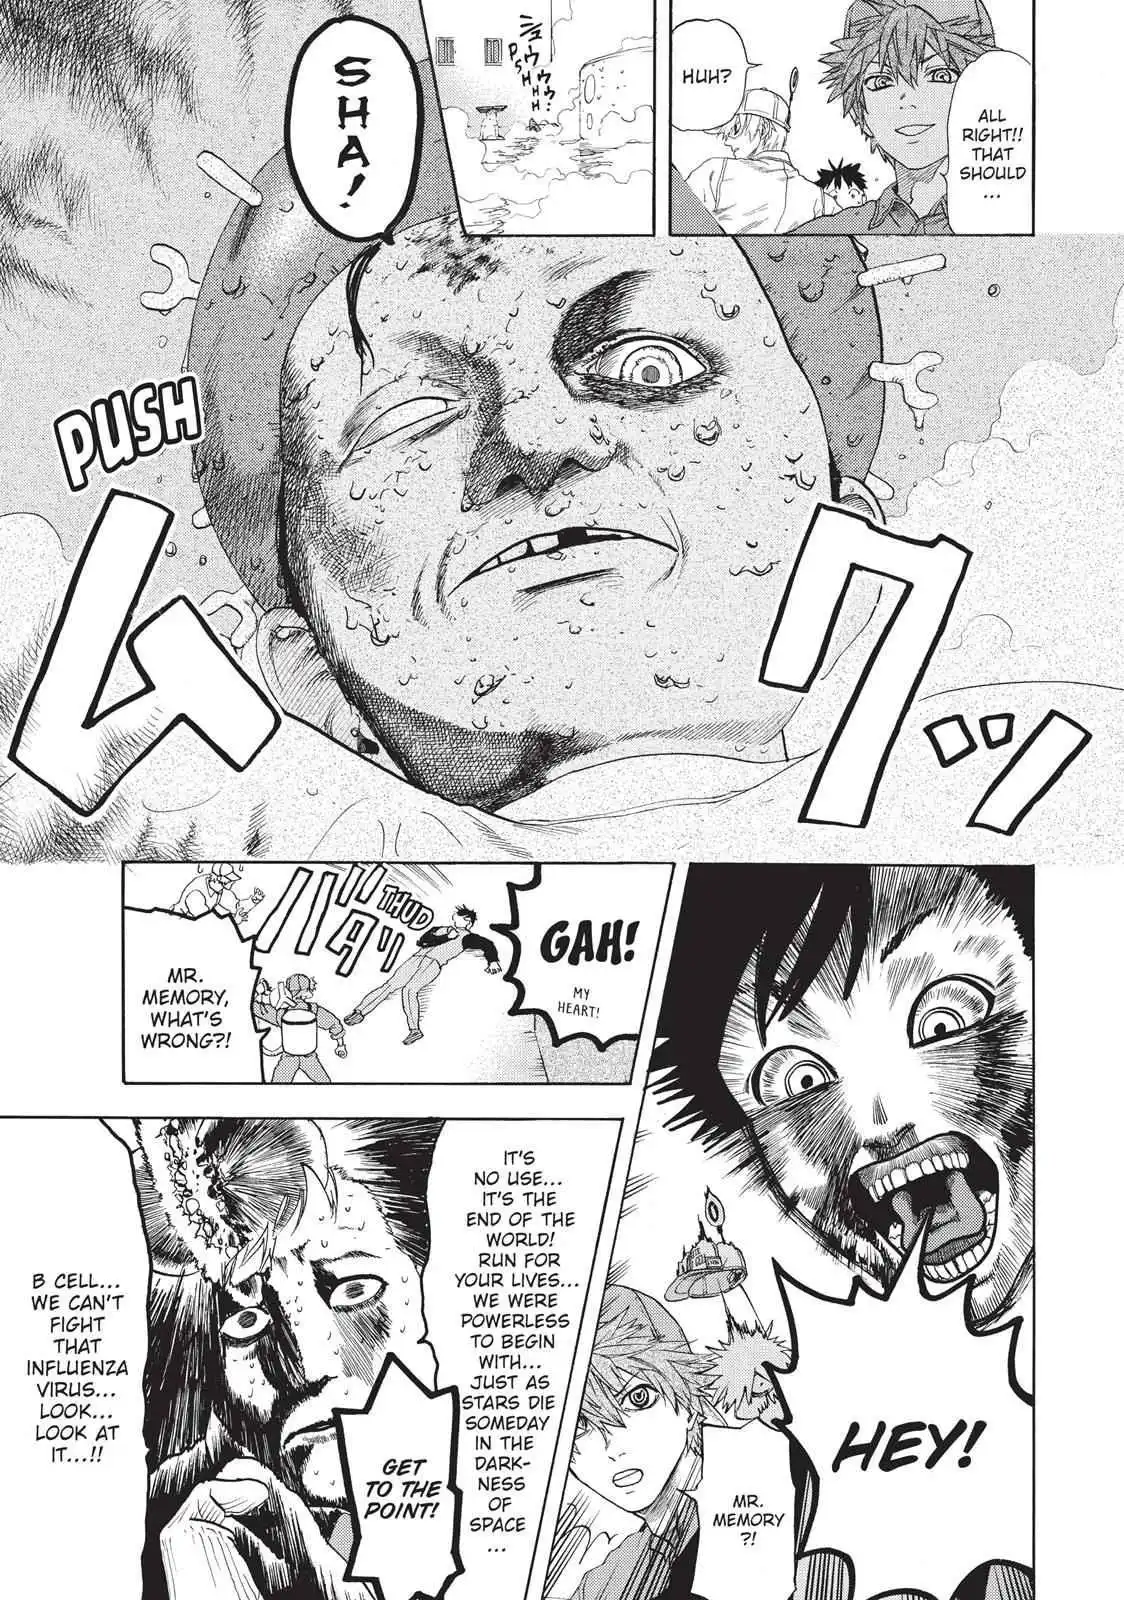 ALL
RIGHT!!
THAT
SHOULD
...
HUH?
シュウウゥ...
PSHHHH
SHA!
PUSH
ムクッ
HEY!
MR.
MEMORY
?!
GAH!
MY
HEART!
THUD
バタッ
MR.
MEMORY,
WHAT'S
WRONG?!
IT'S
NO USE...
IT'S THE
END OF THE
WORLD!
RUN FOR
YOUR LIVES...
WE WERE
POWERLESS
TO BEGIN
WITH...
JUST AS
STARS DIE
SOMEDAY
IN THE
DARK-
NESS
OF
SPACE
...
GET
TO THE
POINT!
B CELL...
WE CAN'T
FIGHT
THAT
INFLUENZA
VIRUS...
LOOK...
LOOK AT
IT...!!